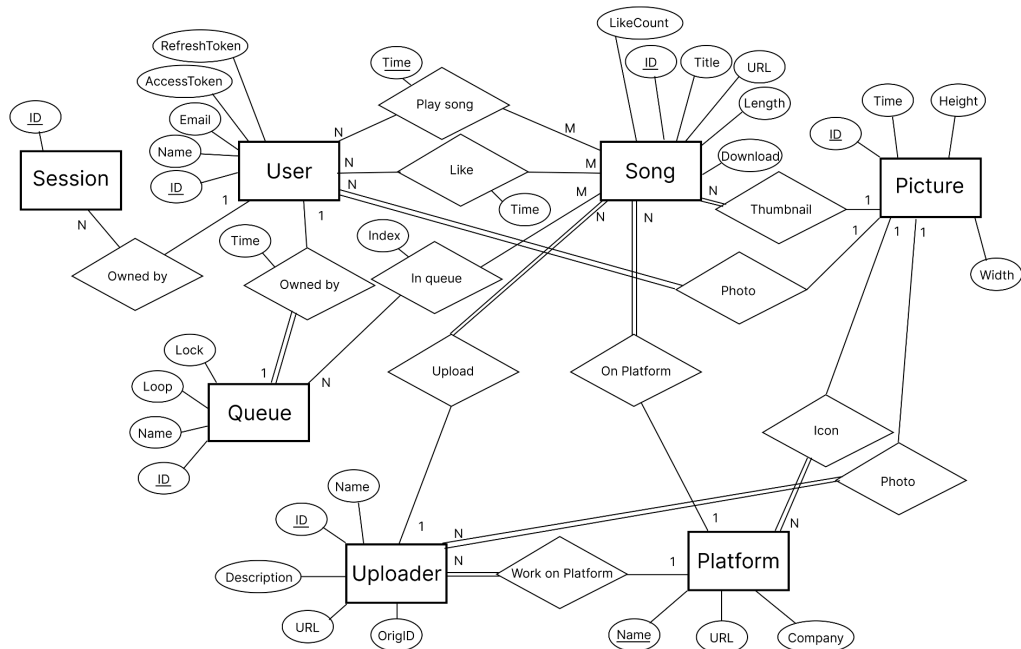 LikeCount
RefreshToken
Time
ID
Title
URL
AccessToken
Play song
Length
Time
Height
ID
Email
N
M
ID
Name
User
N
Like
M
Song
Download
Session
ID
N
M
N
Thumbnail
1
Picture
N
1
1
Time
Time
Index
N
N
1
1
1
Owned by
Owned by
In queue
Photo
Width
Lock
1
N
Upload
On Platform
Loop
Queue
Name
Icon
ID
Photo
Name
ID
1
N
1
N
Uploader
N
Work on Platform
1
Platform
Description
URL
OrigID
Name
URL
Company